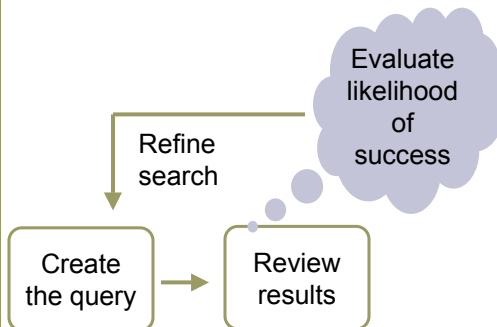 Evaluate
likelihood
of
success
Refine
search
Create
the query
Review
results